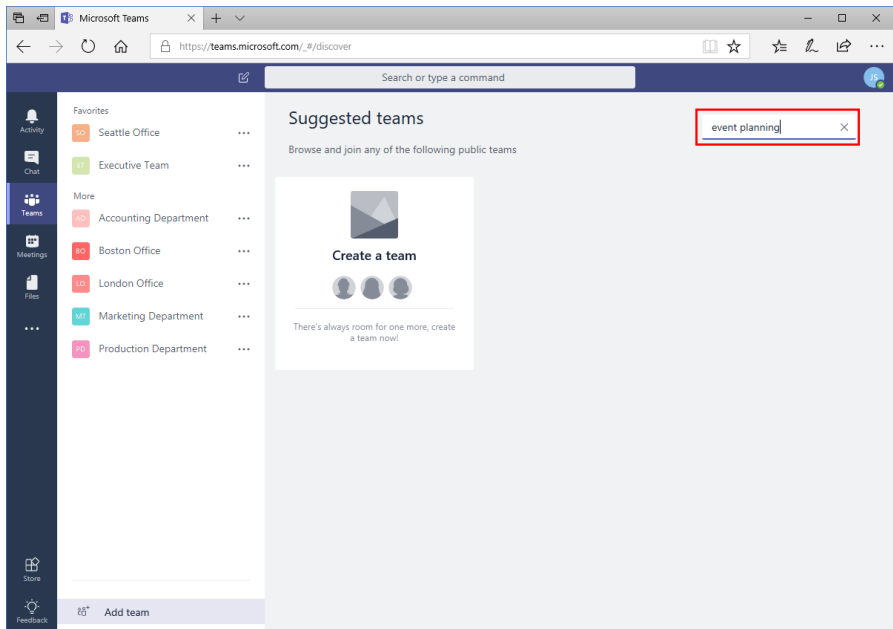 Microsoft Teams
https://teams.microsoft.com/_#/discover
Search or type a command
JS
Activity
Chat
Teams
Meetings
Files
Store
Feedback
Favorites
SO Seattle Office
ET Executive Team
More
AD Accounting Department
BO Boston Office
LO London Office
MT Marketing Department
PD Production Department
Add team
Suggested teams
event planning
Browse and join any of the following public teams
Create a team
There's always room for one more, create
a team now!